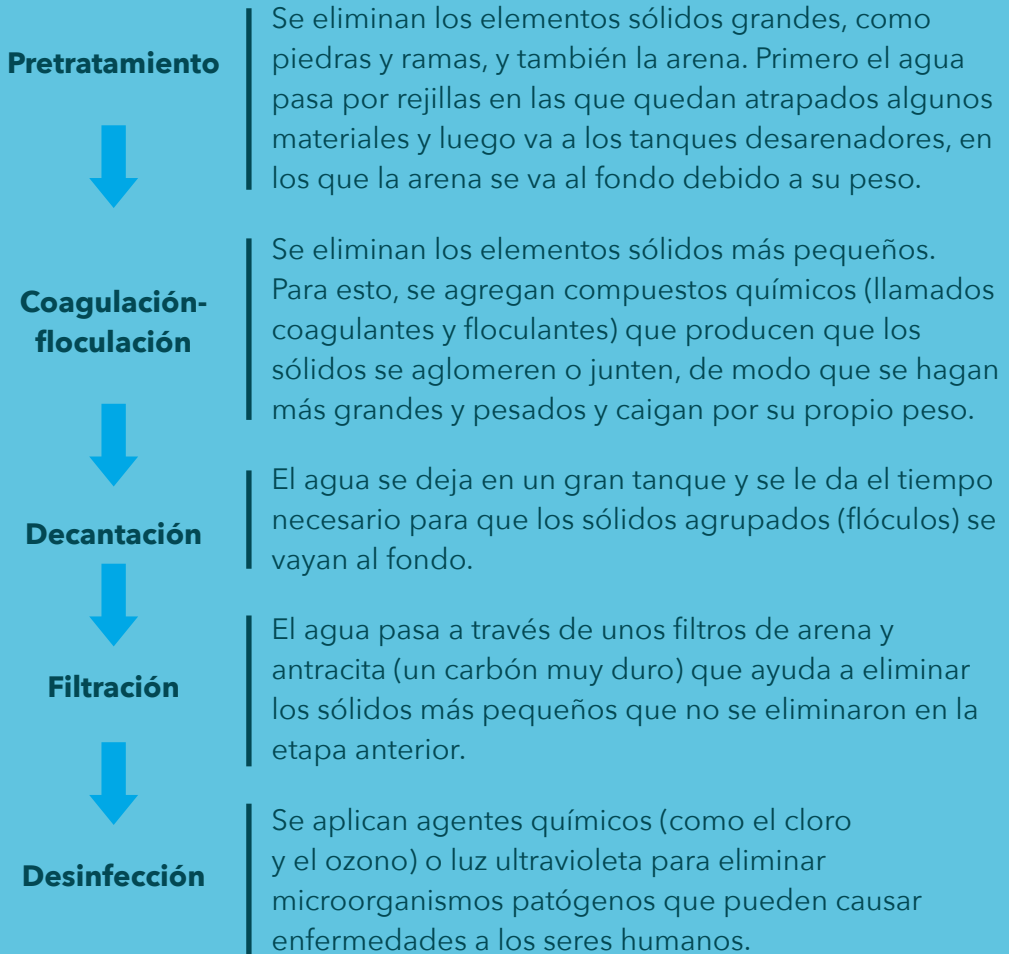 Pretratamiento
Se eliminan los elementos sólidos grandes, como
piedras y ramas, y también la arena. Primero el agua
pasa por rejillas en las que quedan atrapados algunos
materiales y luego va a los tanques desarenadores, en
los que la arena se va al fondo debido a su peso.
Coagulación-
floculación
Se eliminan los elementos sólidos más pequeños.
Para esto, se agregan compuestos químicos (llamados
coagulantes y floculantes) que producen que los
sólidos se aglomeren o junten, de modo que se hagan
más grandes y pesados y caigan por su propio peso.
Decantación
El agua se deja en un gran tanque y se le da el tiempo
necesario para que los sólidos agrupados (flóculos) se
vayan al fondo.
Filtración
El agua pasa a través de unos filtros de arena y
antracita (un carbón muy duro) que ayuda a eliminar
los sólidos más pequeños que no se eliminaron en la
etapa anterior.
Desinfección
Se aplican agentes químicos (como el cloro
y el ozono) o luz ultravioleta para eliminar
microorganismos patógenos que pueden causar
enfermedades a los seres humanos.